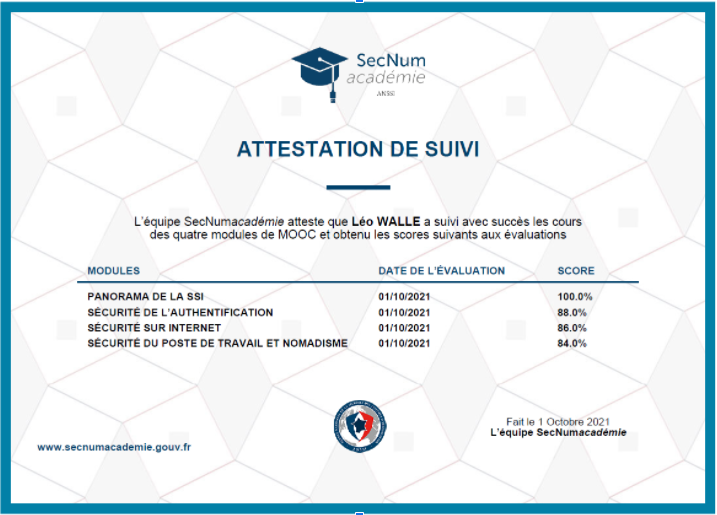 SecNum
académie
ANSSI
ATTESTATION DE SUIVI
L'équipe SecNumacadémie atteste que Léo WALLE a suivi avec succès les cours
des quatre modules de MOOC et obtenu les scores suivants aux évaluations
MODULES DATE DE L'ÉVALUATION SCORE
PANORAMA DE LA SSI 01/10/2021 100.0%
SÉCURITÉ DE L'AUTHENTIFICATION 01/10/2021 88.0%
SÉCURITÉ SUR INTERNET 01/10/2021 86.0%
SÉCURITÉ DU POSTE DE TRAVAIL ET NOMADISME 01/10/2021 84.0%
Fait le 1 Octobre 2021
L'équipe SecNumacadémie
www.secnumacademie.gouv.fr